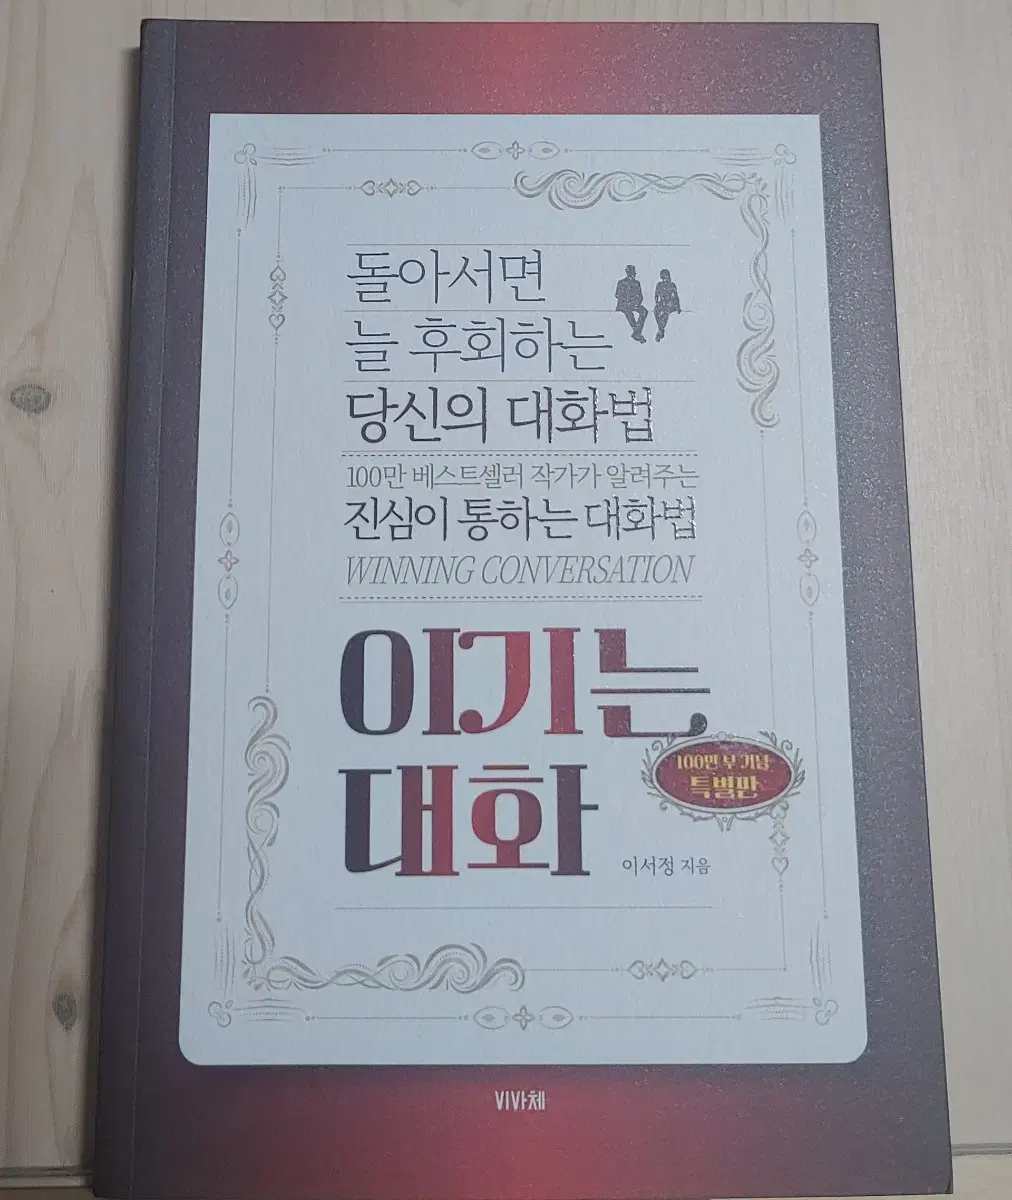 돌아서면
늘 후회하는
당신의 대화법
100만 베스트셀러 작가가 알려주는
진심이 통하는 대화법
WINNING CONVERSATION
이기는
대화
100만 부 기념
특별판
이서정 지음
비바체